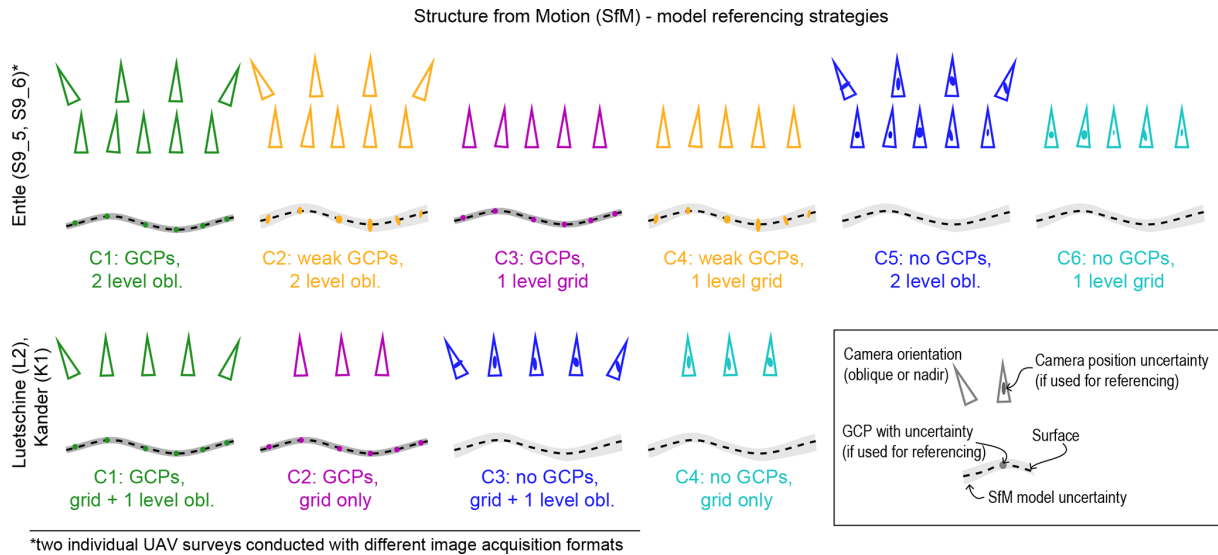 Structure from Motion (SfM) - model referencing strategies
Entle (S9_5, S9_6)*
C1: GCPs,
2 level obl.
C2: weak GCPs,
2 level obl.
C3: GCPs,
1 level grid
C4: weak GCPs,
1 level grid
C5: no GCPs,
2 level obl.
C6: no GCPs,
1 level grid
Luetschine (L2),
Kander (K1)
C1: GCPs,
grid + 1 level obl.
C2: GCPs,
grid only
C3: no GCPs,
grid + 1 level obl.
C4: no GCPs,
grid only
Camera orientation
(oblique or nadir)
Camera position uncertainty
(if used for referencing)
GCP with uncertainty
(if used for referencing)
Surface
SfM model uncertainty
*two individual UAV surveys conducted with different image acquisition formats